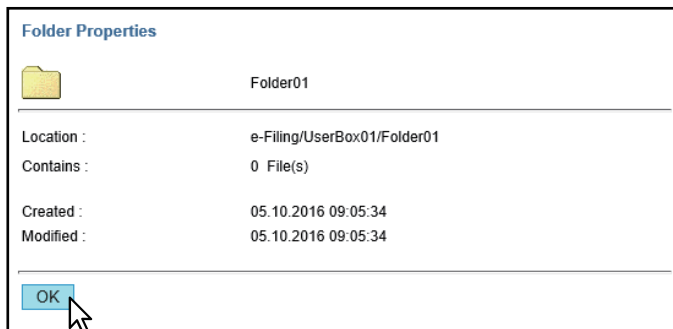 Folder Properties
Folder01
Location : e-Filing/UserBox01/Folder01
Contains : 0 File(s)
Created : 05.10.2016 09:05:34
Modified : 05.10.2016 09:05:34
OK